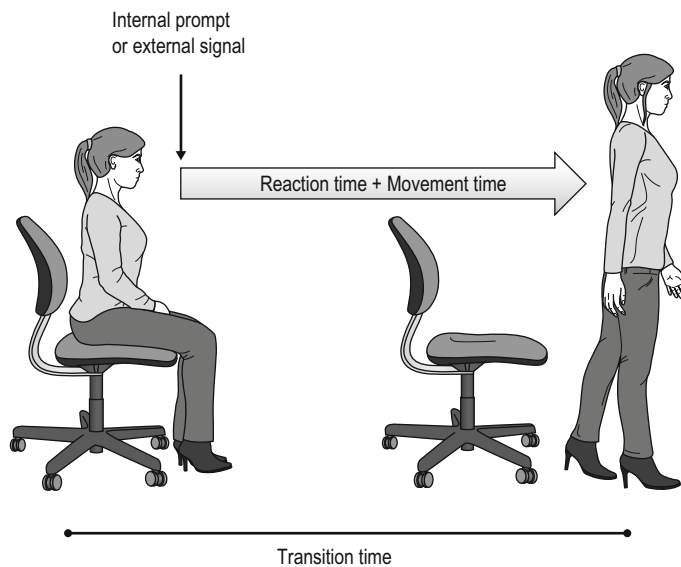 Internal prompt
or external signal
Reaction time + Movement time
Transition time